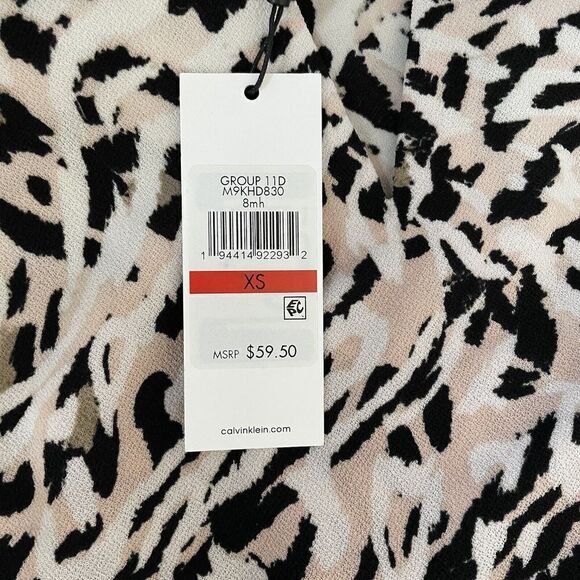 GROUP 11D
M9KHD830
8mh
1 94414 92293 2
XS
MSRP $59.50
calvinklein.com